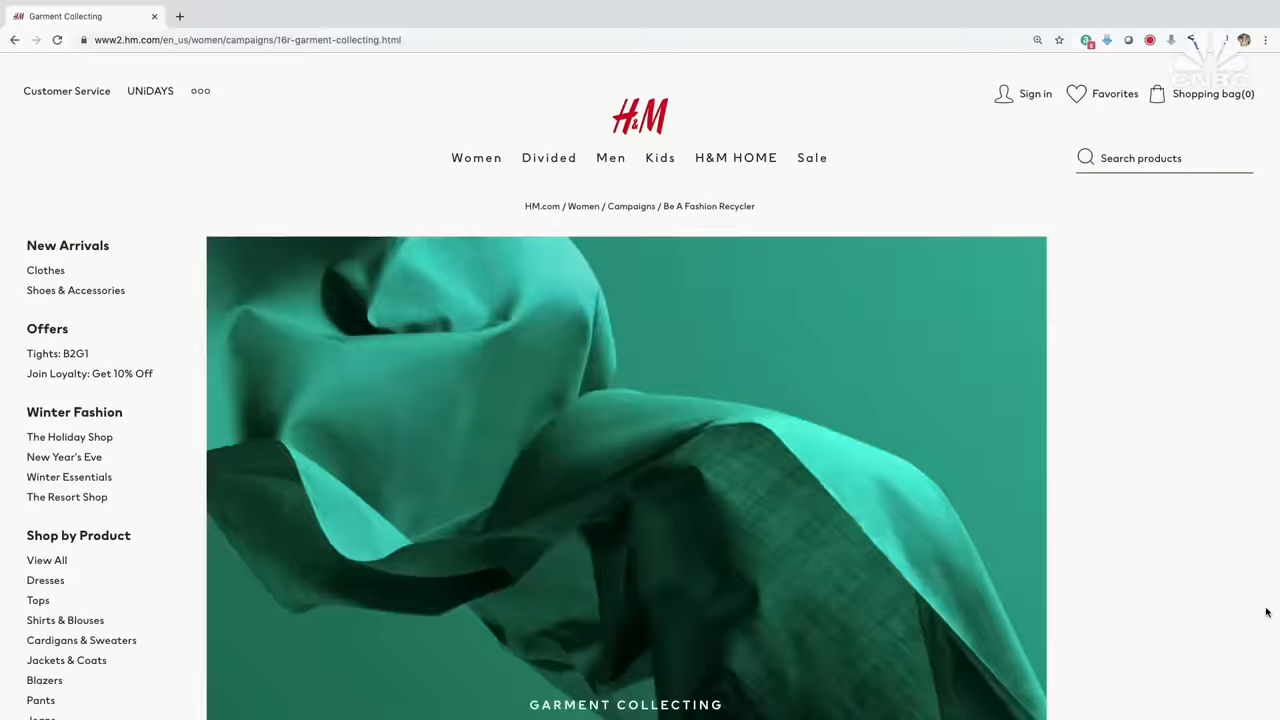 H&M Garment Collecting
www2.hm.com/en_us/women/campaigns/16r-garment-collecting.html
8
CNBC
Customer Service UNiDAYS
Sign in Favorites Shopping bag(0)
H&M
Women Divided Men Kids H&M HOME Sale
Search products
HM.com / Women / Campaigns / Be A Fashion Recycler
New Arrivals
Clothes
Shoes & Accessories
Offers
Tights: B2G1
Join Loyalty: Get 10% Off
Winter Fashion
The Holiday Shop
New Year's Eve
Winter Essentials
The Resort Shop
Shop by Product
View All
Dresses
Tops
Shirts & Blouses
Cardigans & Sweaters
Jackets & Coats
Blazers
Pants
GARMENT COLLECTING